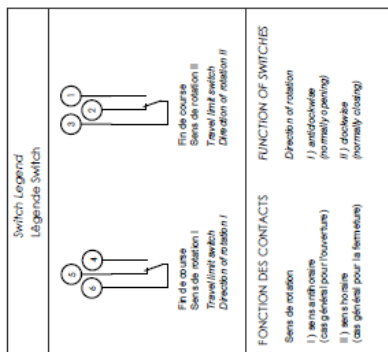 Switch Legend
Légende Switch
6
5
4
Fin de course
Sens de rotation I
Travel limit switch
Direction of rotation I
3
2
1
Fin de course
Sens de rotation II
Travel limit switch
Direction of rotation II
FONCTION DES CONTACTS
Sens de rotation
I ) sens antihoraire
(cas général pour l'ouverture)
II ) sens horaire
(cas général pour la fermeture)
FUNCTION OF SWITCHES
Direction of rotation
I ) antidockwise
(normally opening)
II ) dockwise
(normally closing)